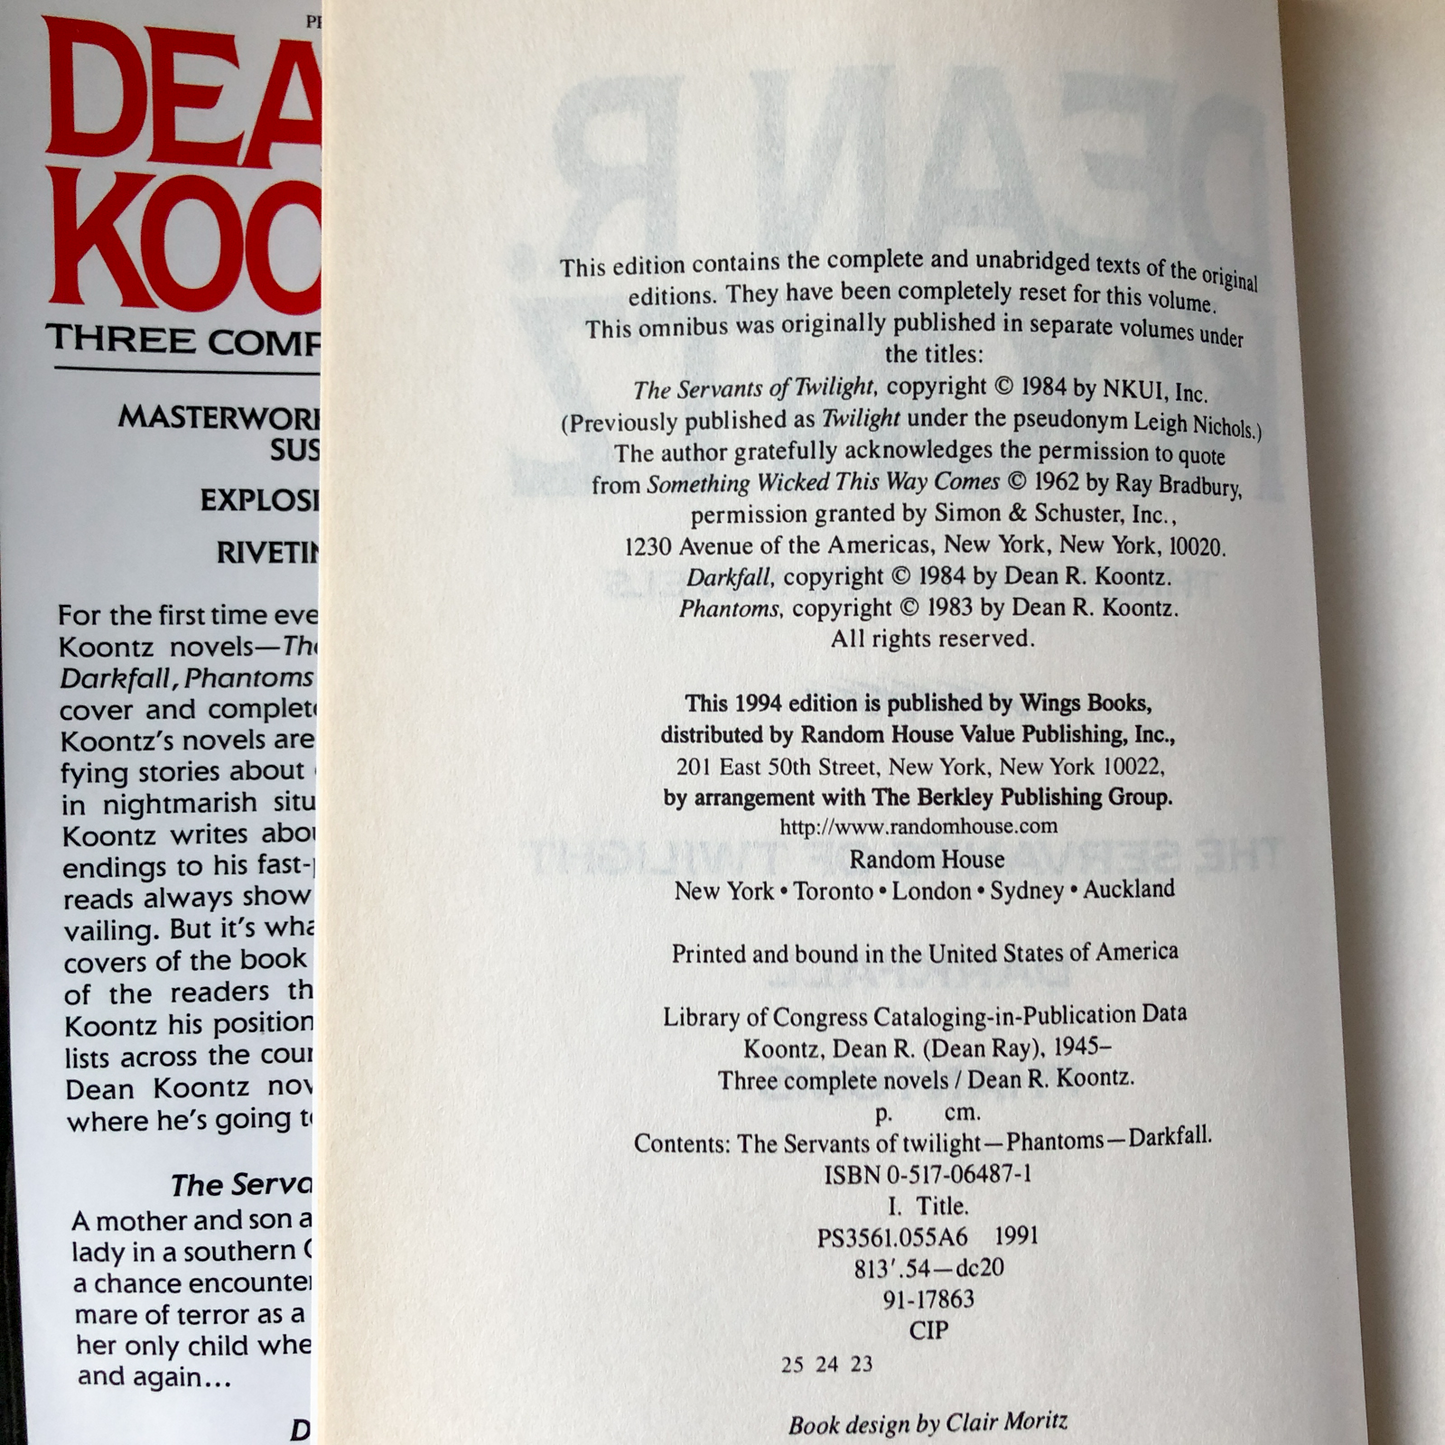 DEA
KOO
THREE COMP
MASTERWOR
SUS
EXPLOSI
RIVETI
For the first time eve
Koontz novels—The
Darkfall, Phantoms
cover and complet
Koontz's novels are
fying stories about
in nightmarish situ
Koontz writes abou
endings to his fast-
reads always show
vailing. But it's wha
covers of the book
of the readers th
Koontz his position
lists across the cour
Dean Koontz nov
where he's going t
The Serva
A mother and son a
lady in a southern
a chance encounter
mare of terror as a
her only child whe
and again...
D
DEAN R.
THE SERVANTS OF TWILIGHT
This edition contains the complete and unabridged texts of the original
editions. They have been completely reset for this volume.
This omnibus was originally published in separate volumes under
the titles:
The Servants of Twilight, copyright © 1984 by NKUI, Inc.
(Previously published as Twilight under the pseudonym Leigh Nichols.)
The author gratefully acknowledges the permission to quote
from Something Wicked This Way Comes © 1962 by Ray Bradbury,
permission granted by Simon & Schuster, Inc.,
1230 Avenue of the Americas, New York, New York, 10020.
Darkfall, copyright © 1984 by Dean R. Koontz.
Phantoms, copyright © 1983 by Dean R. Koontz.
All rights reserved.
This 1994 edition is published by Wings Books,
distributed by Random House Value Publishing, Inc.,
201 East 50th Street, New York, New York 10022,
by arrangement with The Berkley Publishing Group.
http://www.randomhouse.com
Random House
New York • Toronto • London • Sydney • Auckland
Printed and bound in the United States of America
Library of Congress Cataloging-in-Publication Data
Koontz, Dean R. (Dean Ray), 1945–
Three complete novels / Dean R. Koontz.
p. cm.
Contents: The Servants of twilight—Phantoms—Darkfall.
ISBN 0-517-06487-1
I. Title.
PS3561.055A6 1991
813'.54—dc20
91-17863
CIP
25 24 23
Book design by Clair Moritz